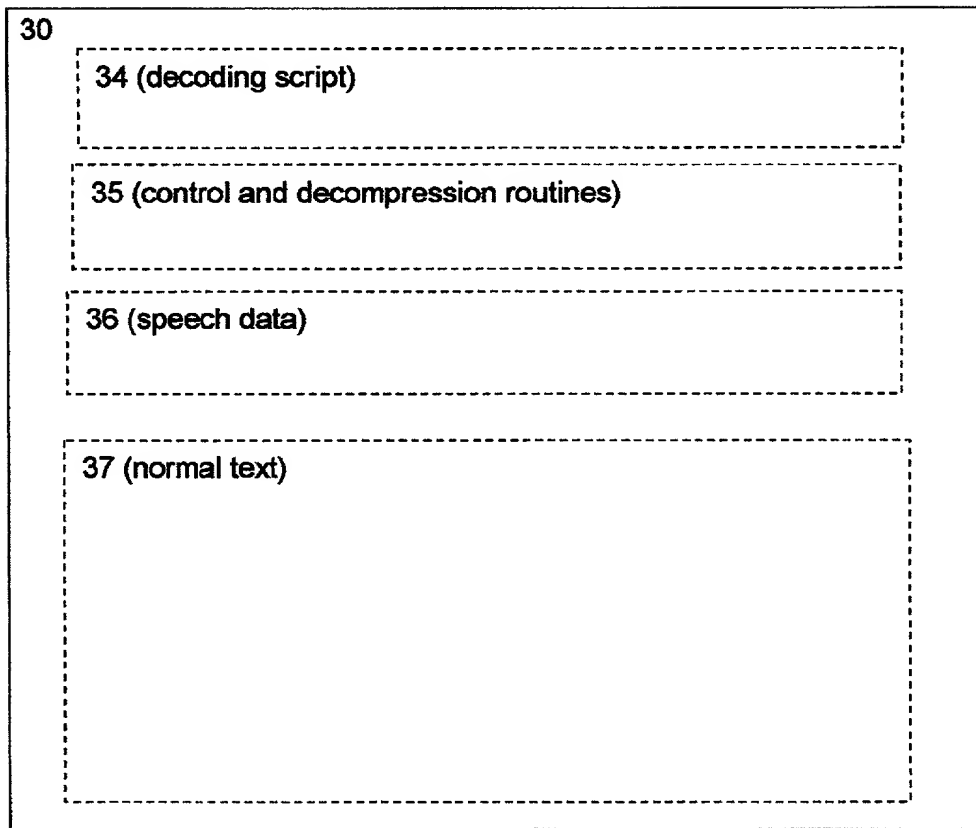 30
34 (decoding script)
35 (control and decompression routines)
36 (speech data)
37 (normal text)